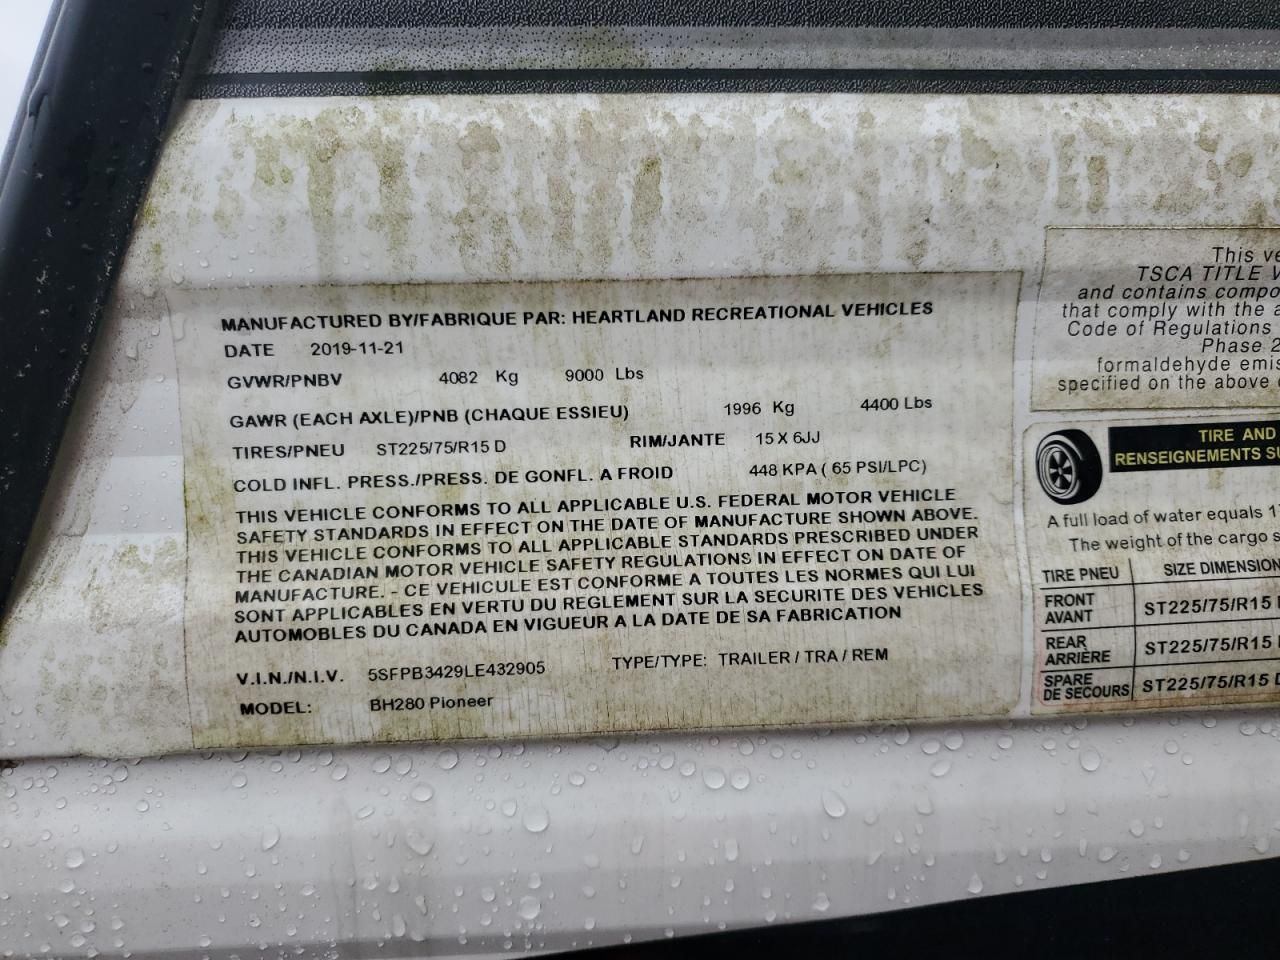 MANUFACTURED BY/FABRIQUE PAR: HEARTLAND RECREATIONAL VEHICLES
DATE 2019-11-21
GVWR/PNBV 4082 Kg 9000 Lbs
GAWR (EACH AXLE)/PNB (CHAQUE ESSIEU) 1996 Kg 4400 Lbs
TIRES/PNEU ST225/75/R15 D RIM/JANTE 15 X 6JJ
COLD INFL. PRESS./PRESS. DE GONFL. A FROID 448 KPA ( 65 PSI/LPC)
THIS VEHICLE CONFORMS TO ALL APPLICABLE U.S. FEDERAL MOTOR VEHICLE
SAFETY STANDARDS IN EFFECT ON THE DATE OF MANUFACTURE SHOWN ABOVE.
THIS VEHICLE CONFORMS TO ALL APPLICABLE STANDARDS PRESCRIBED UNDER
THE CANADIAN MOTOR VEHICLE SAFETY REGULATIONS IN EFFECT ON DATE OF
MANUFACTURE. - CE VEHICULE EST CONFORME A TOUTES LES NORMES QUI LUI
SONT APPLICABLES EN VERTU DU REGLEMENT SUR LA SECURITE DES VEHICLES
AUTOMOBLES DU CANADA EN VIGUEUR A LA DATE DE SA FABRICATION
V.I.N./N.I.V. 5SFPB3429LE432905 TYPE/TYPE: TRAILER / TRA / REM
MODEL: BH280 Pioneer
This ve
TSCA TITLE V
and contains compo
that comply with the a
Code of Regulations
Phase 2
formaldehyde emis
specified on the above
TIRE AND
RENSEIGNEMENTS SU
A full load of water equals 17
The weight of the cargo s
TIRE PNEU SIZE DIMENSION
FRONT
AVANT ST225/75/R15
REAR
ARRIÈRE ST225/75/R15
SPARE
DE SECOURS ST225/75/R15 D